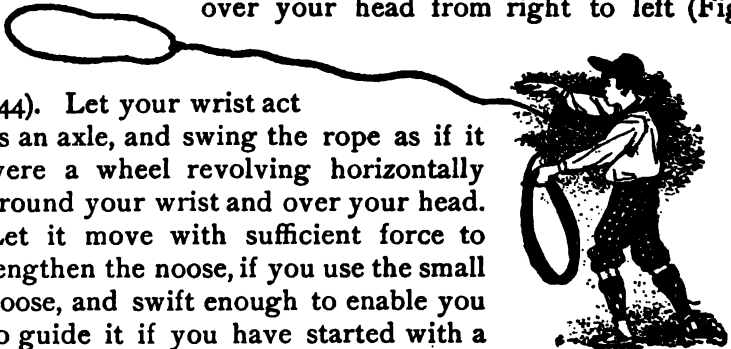 over your head from right to left (Fig
44). Let your wrist act
s an axle, and swing the rope as if it
vere a wheel revolving horizontally
round your wrist and over your head.
Let it move with sufficient force to
engthen the noose, if you use the small
oose, and swift enough to enable you
o guide it if you have started with a